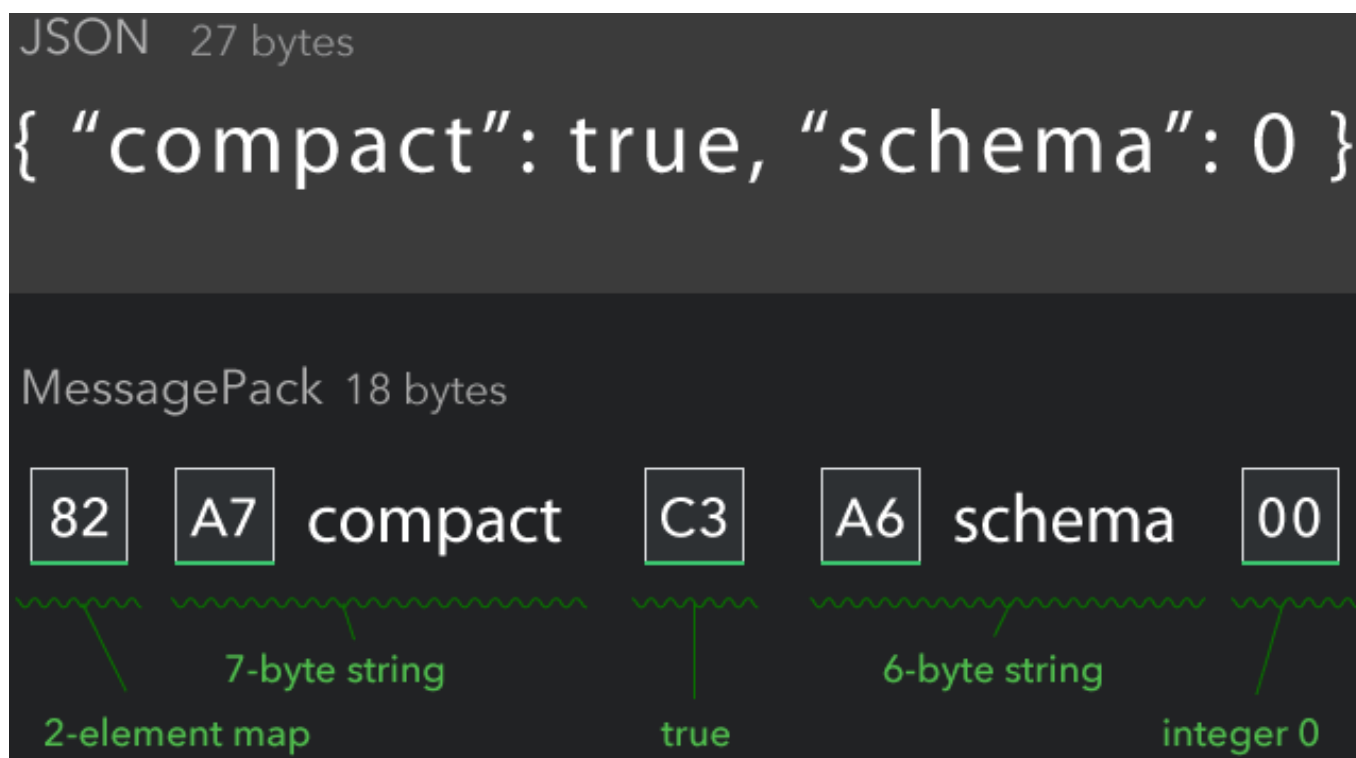 JSON 27 bytes
{ “compact”: true, “schema”: 0 }
MessagePack 18 bytes
82 A7 compact C3 A6 schema 00
7-byte string 6-byte string
2-element map true integer 0